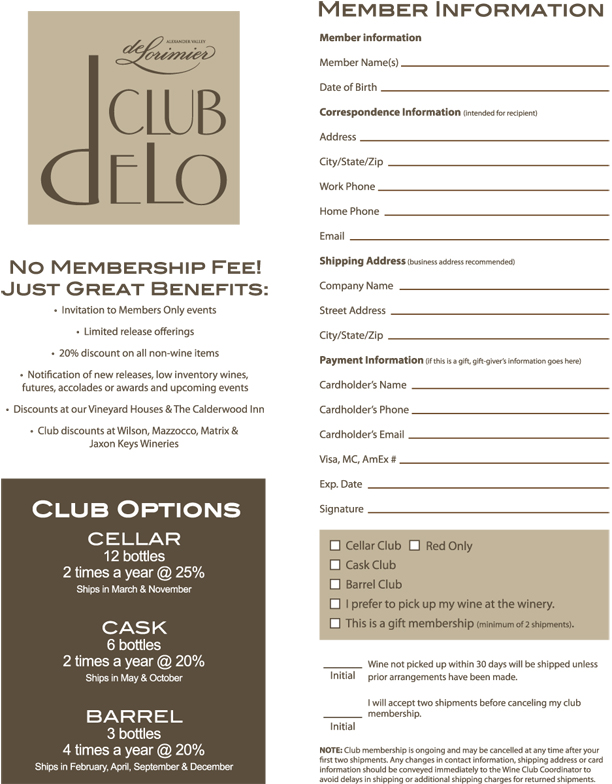 ALEXANDER VALLEY
deLorimier
CLUB
DELO
NO MEMBERSHIP FEE!
JUST GREAT BENEFITS:
• Invitation to Members Only events
• Limited release offerings
• 20% discount on all non-wine items
• Notification of new releases, low inventory wines,
futures, accolades or awards and upcoming events
• Discounts at our Vineyard Houses & The Calderwood Inn
• Club discounts at Wilson, Mazzocco, Matrix &
Jaxon Keys Wineries
CLUB OPTIONS
CELLAR
12 bottles
2 times a year @ 25%
Ships in March & November
CASK
6 bottles
2 times a year @ 20%
Ships in May & October
BARREL
3 bottles
4 times a year @ 20%
Ships in February, April, September & December
MEMBER INFORMATION
Member information
Member Name(s)
Date of Birth
Correspondence Information (intended for recipient)
Address
City/State/Zip
Work Phone
Home Phone
Email
Shipping Address (business address recommended)
Company Name
Street Address
City/State/Zip
Payment Information (if this is a gift, gift-giver's information goes here)
Cardholder's Name
Cardholder's Phone
Cardholder's Email
Visa, MC, AmEx #
Exp. Date
Signature
Cellar Club Red Only
Cask Club
Barrel Club
I prefer to pick up my wine at the winery.
This is a gift membership (minimum of 2 shipments).
Wine not picked up within 30 days will be shipped unless
Initial prior arrangements have been made.
I will accept two shipments before canceling my club
membership.
Initial
NOTE: Club membership is ongoing and may be cancelled at any time after your
first two shipments. Any changes in contact information, shipping address or card
information should be conveyed immediately to the Wine Club Coordinator to
avoid delays in shipping or additional shipping charges for returned shipments.